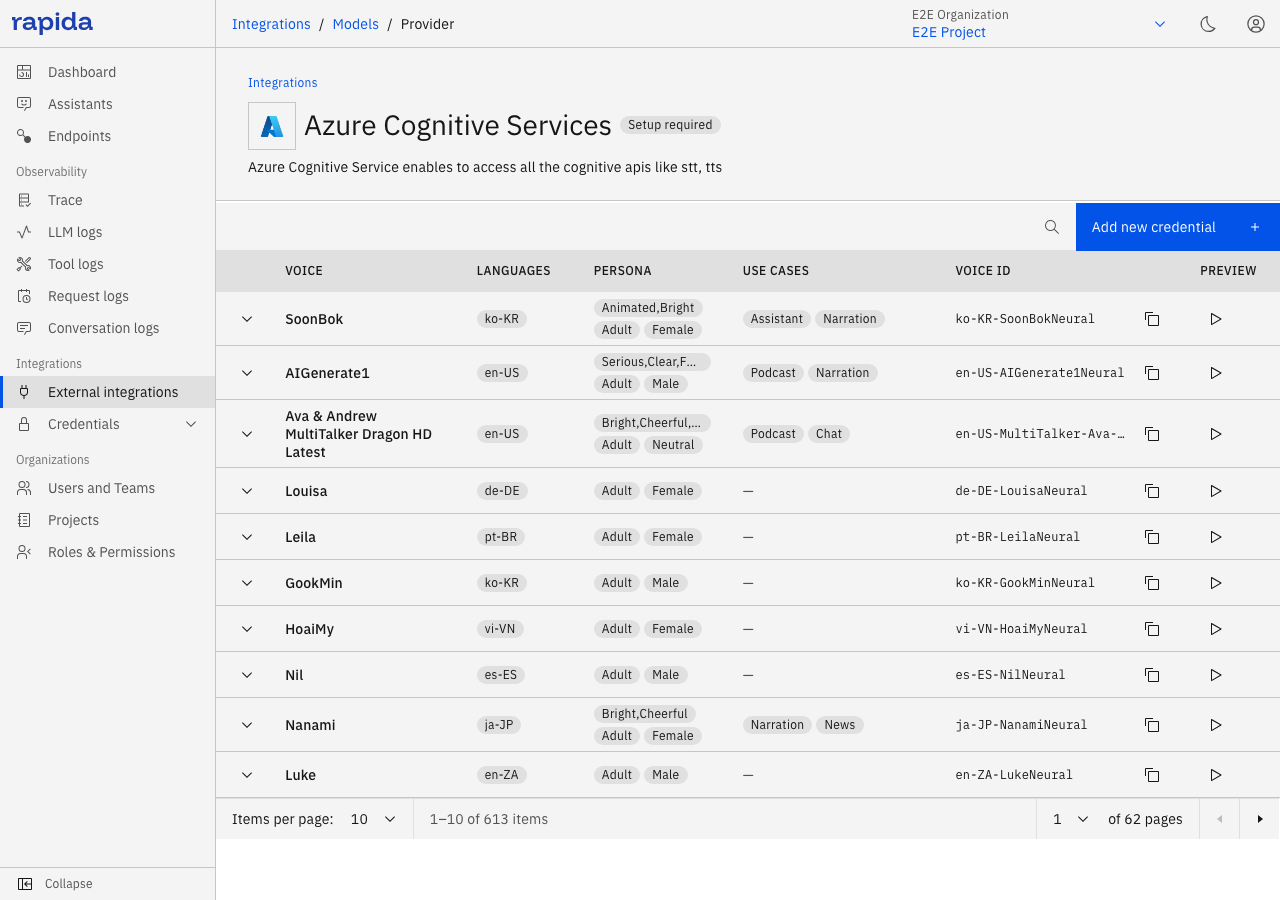 rapida
Integrations / Models / Provider
E2E Organization
E2E Project
Dashboard
Assistants
Endpoints
Observability
Trace
LLM logs
Tool logs
Request logs
Conversation logs
Integrations
External integrations
Credentials
Organizations
Users and Teams
Projects
Roles & Permissions
Collapse
Integrations
Azure Cognitive Services Setup required
Azure Cognitive Service enables to access all the cognitive apis like stt, tts
Add new credential +
VOICE LANGUAGES PERSONA USE CASES VOICE ID PREVIEW
SoonBok ko-KR Animated,Bright Adult Female Assistant Narration ko-KR-SoonBokNeural
AIGenerate1 en-US Serious,Clear,F... Adult Male Podcast Narration en-US-AIGenerate1Neural
Ava & Andrew
MultiTalker Dragon HD
Latest
en-US Bright,Cheerful,... Adult Neutral Podcast Chat en-US-MultiTalker-Ava-…
Louisa de-DE Adult Female — de-DE-LouisaNeural
Leila pt-BR Adult Female — pt-BR-LeilaNeural
GookMin ko-KR Adult Male — ko-KR-GookMinNeural
HoaiMy vi-VN Adult Female — vi-VN-HoaiMyNeural
Nil es-ES Adult Male — es-ES-NilNeural
Nanami ja-JP Bright,Cheerful Adult Female Narration News ja-JP-NanamiNeural
Luke en-ZA Adult Male — en-ZA-LukeNeural
Items per page: 10 1–10 of 613 items 1 of 62 pages